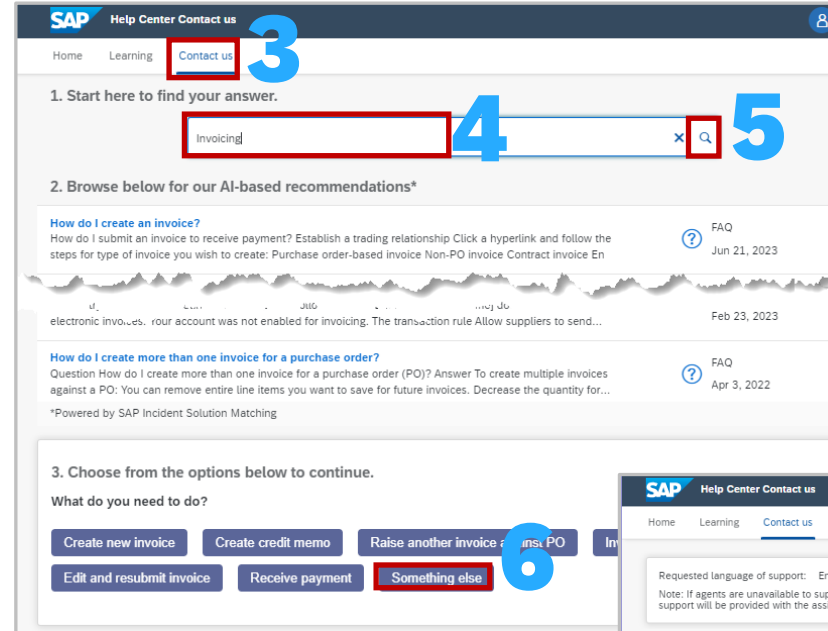 SAP Help Center Contact us
Home Learning Contact us
3
1. Start here to find your answer.
Invoicing
4
5
2. Browse below for our AI-based recommendations*
How do I create an invoice?
How do I submit an invoice to receive payment? Establish a trading relationship Click a hyperlink and follow the
steps for type of invoice you wish to create: Purchase order-based invoice Non-PO invoice Contract invoice En
FAQ
Jun 21, 2023
electronic invoices. Your account was not enabled for invoicing. The transaction rule Allow suppliers to send...
Feb 23, 2023
How do I create more than one invoice for a purchase order?
Question How do I create more than one invoice for a purchase order (PO)? Answer To create multiple invoices
against a PO: You can remove entire line items you want to save for future invoices. Decrease the quantity for...
FAQ
Apr 3, 2022
*Powered by SAP Incident Solution Matching
3. Choose from the options below to continue.
What do you need to do?
Create new invoice Create credit memo Raise another invoice against PO
Edit and resubmit invoice Receive payment Something else
6
SAP Help Center Contact us
Home Learning Contact us
Requested language of support: En
Note: If agents are unavailable to sup
support will be provided with the ass